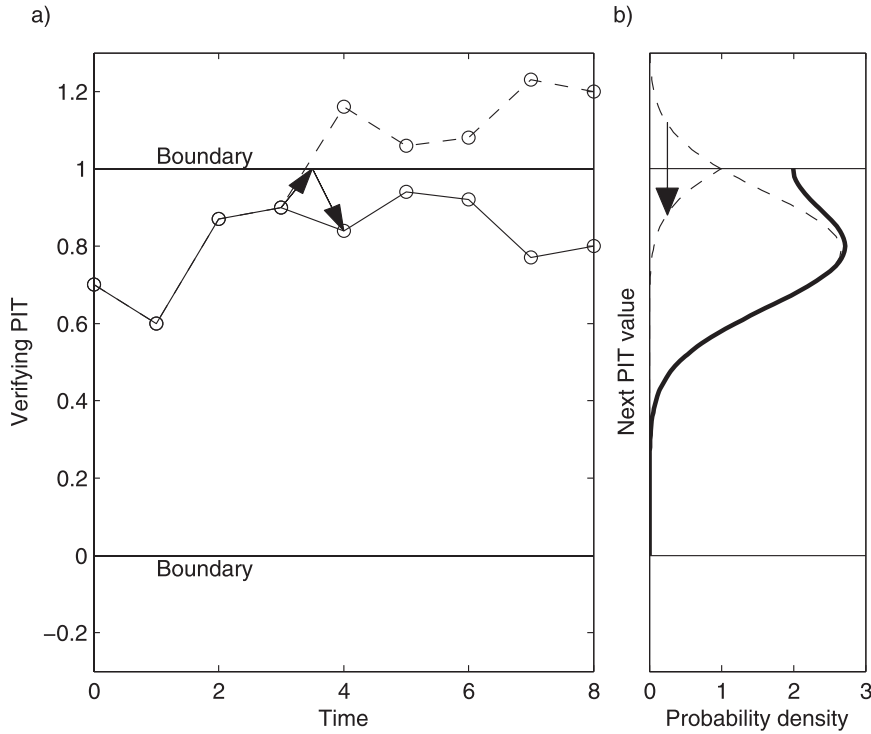 a)
b)
1.2
1
0.8
0.6
0.4
0.2
0
−0.2
Boundary
Boundary
Verifying PIT
0
2
4
6
8
Time
Next PIT value
0
1
2
3
Probability density